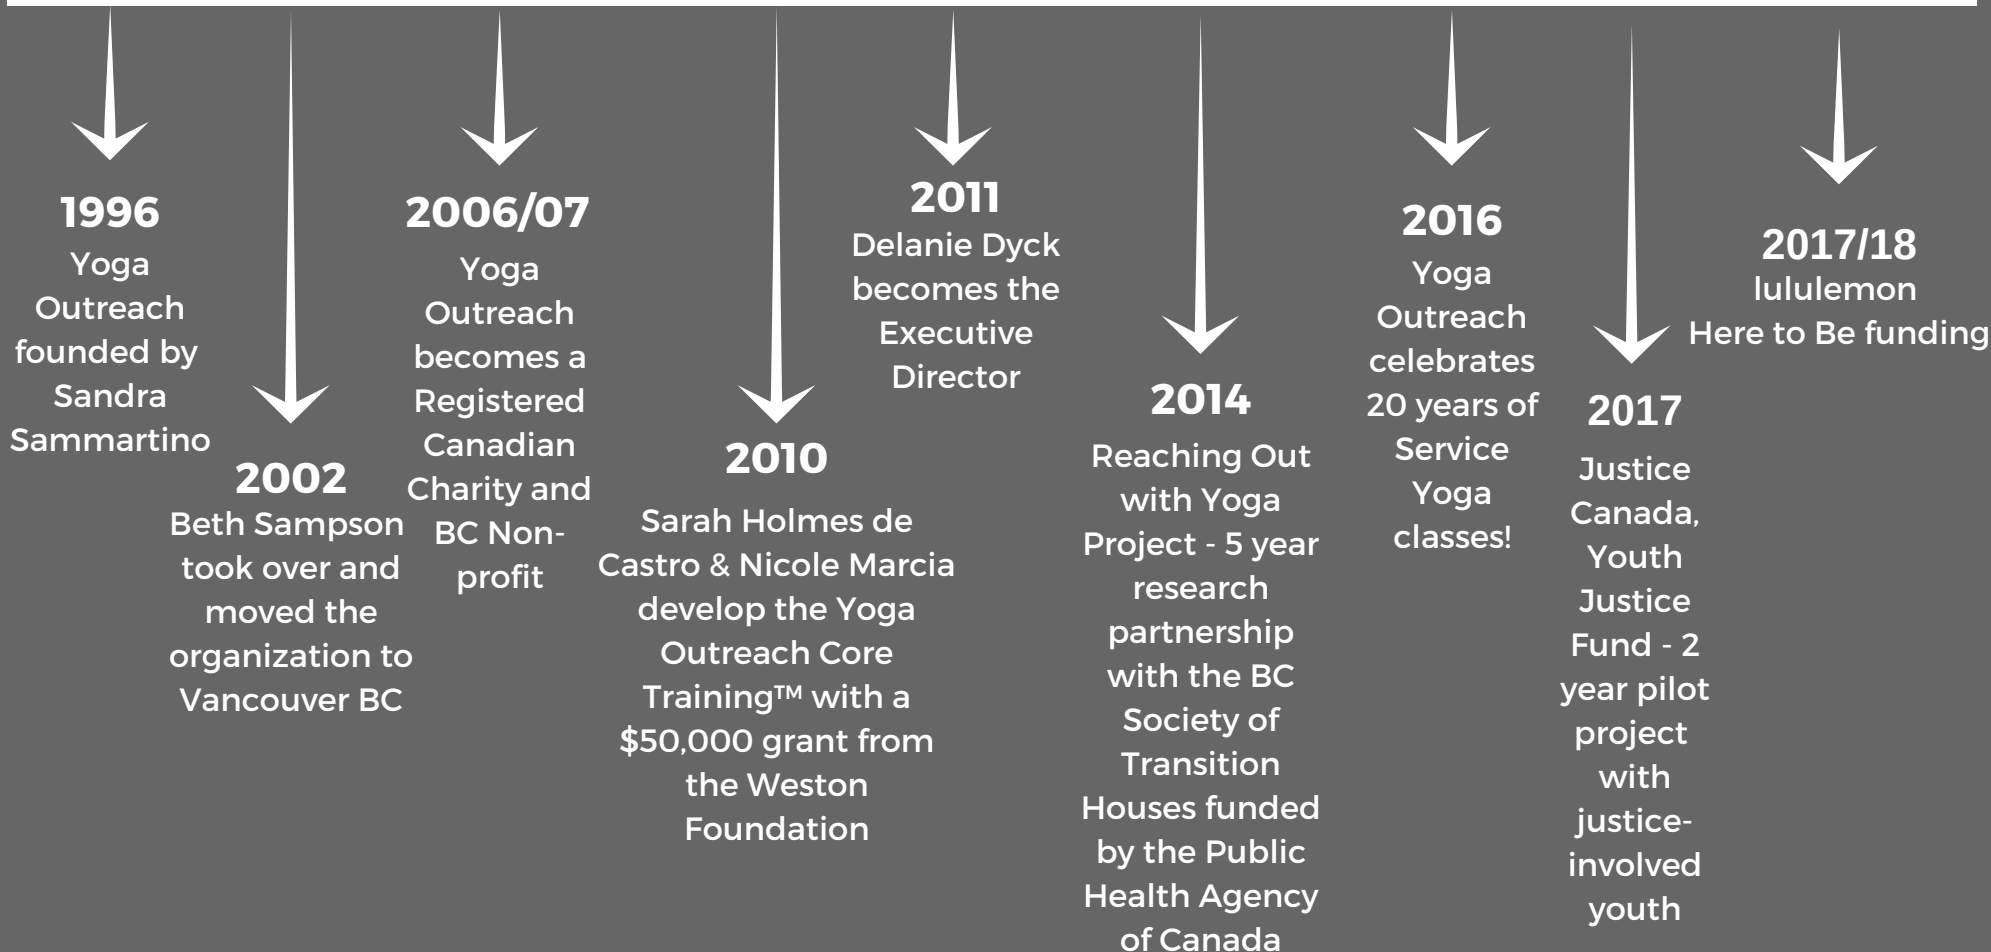 1996
Yoga
Outreach
founded by
Sandra
Sammartino
2002
Beth Sampson
took over and
moved the
organization to
Vancouver BC
2006/07
Yoga
Outreach
becomes a
Registered
Canadian
Charity and
BC Non-
profit
2010
Sarah Holmes de
Castro & Nicole Marcia
develop the Yoga
Outreach Core
Training™ with a
$50,000 grant from
the Weston
Foundation
2011
Delanie Dyck
becomes the
Executive
Director
2014
Reaching Out
with Yoga
Project - 5 year
research
partnership
with the BC
Society of
Transition
Houses funded
by the Public
Health Agency
of Canada
2016
Yoga
Outreach
celebrates
20 years of
Service
Yoga
classes!
2017
Justice
Canada,
Youth
Justice
Fund - 2
year pilot
project
with
justice-
involved
youth
2017/18
lululemon
Here to Be funding